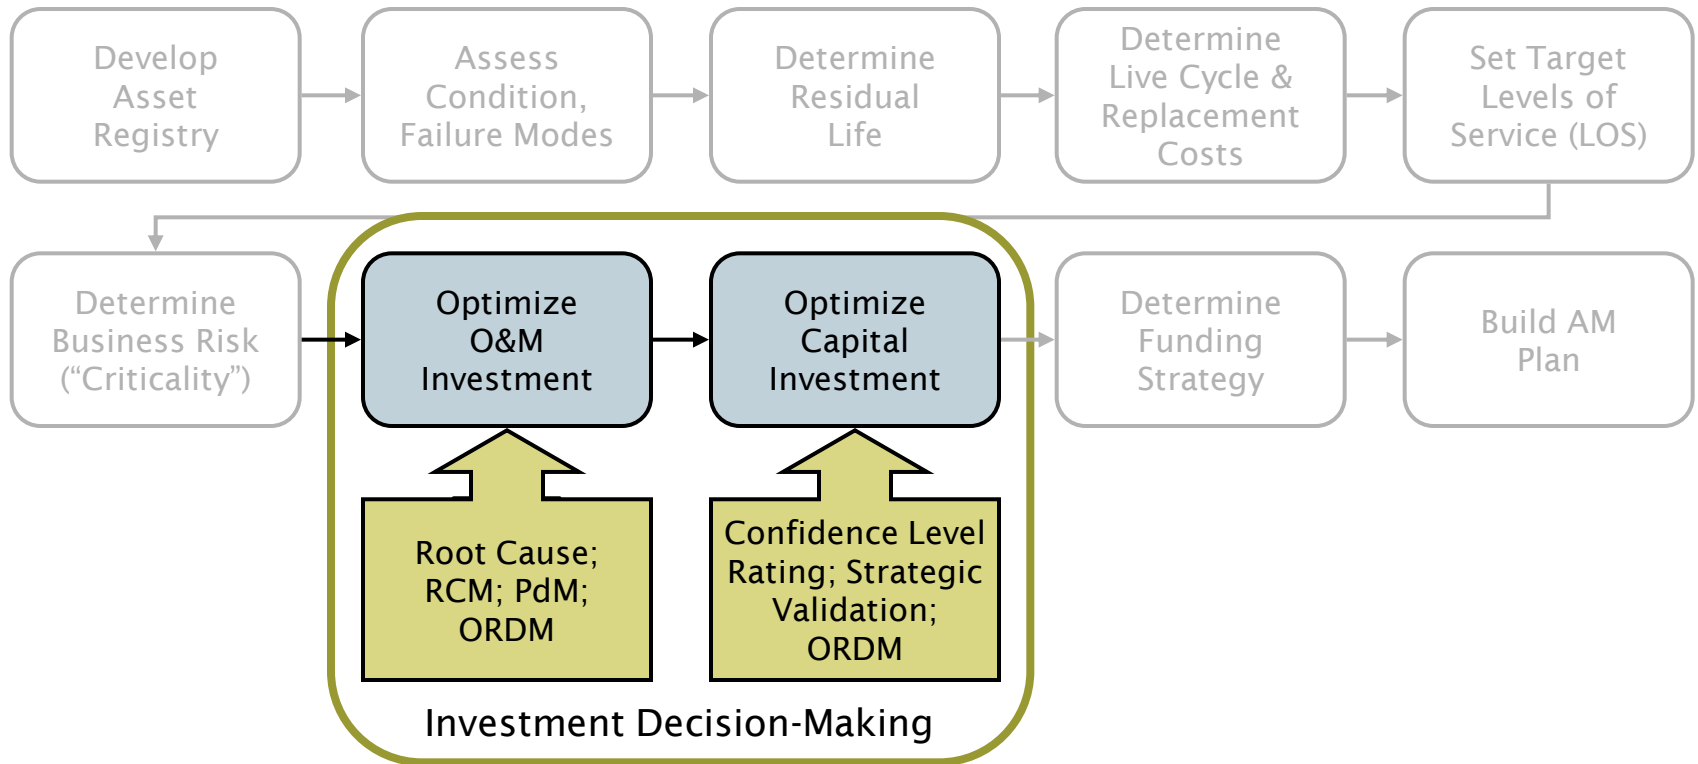 Develop
Asset
Registry
Assess
Condition,
Failure Modes
Determine
Residual
Life
Determine
Live Cycle &
Replacement
Costs
Set Target
Levels of
Service (LOS)
Determine
Business Risk
(“Criticality”)
Optimize
O&M
Investment
Optimize
Capital
Investment
Determine
Funding
Strategy
Build AM
Plan
Root Cause;
RCM; PdM;
ORDM
Confidence Level
Rating; Strategic
Validation;
ORDM
Investment Decision-Making